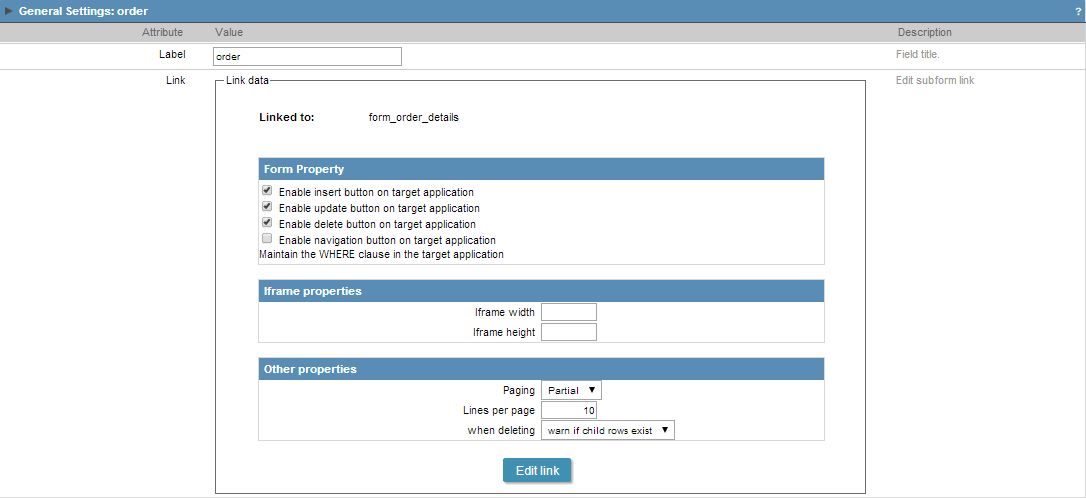 General Settings: order ?
Attribute Value Description
Label order Field title.
Link Link data Edit subform link
Linked to: form_order_details
Form Property
Enable insert button on target application
Enable update button on target application
Enable delete button on target application
Enable navigation button on target application
Maintain the WHERE clause in the target application
Iframe properties
Iframe width
Iframe height
Other properties
Paging Partial
Lines per page 10
when deleting warn if child rows exist
Edit link